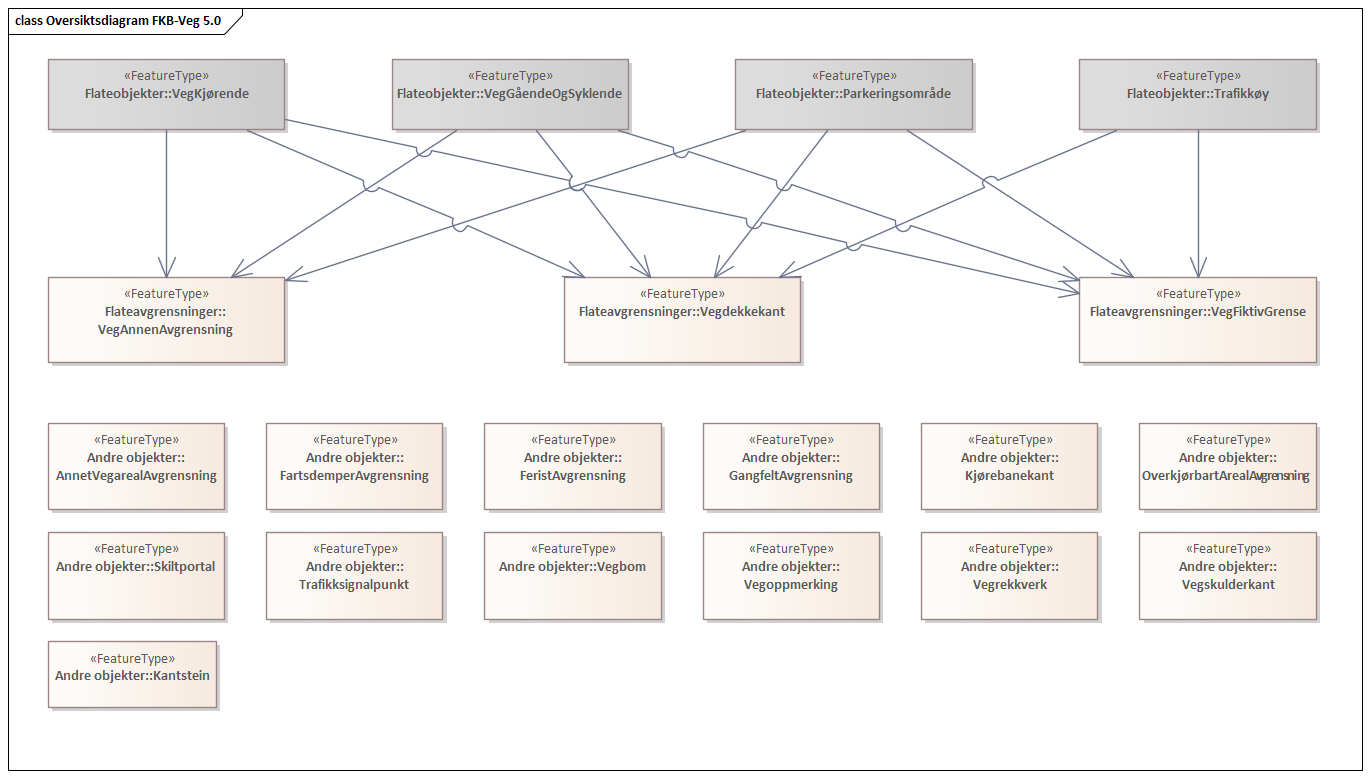 class Oversiktsdiagram FKB-Veg 5.0
«FeatureType»
Flateobjekter::VegKjørende
«FeatureType»
Flateobjekter::VegGåendeOgSyklende
«FeatureType»
Flateobjekter::Parkeringsområde
«FeatureType»
Flateobjekter::Trafikkøy
«FeatureType»
Flateavgrensninger::
VegAnnenAvgrensning
«FeatureType»
Flateavgrensninger::Vegdekkekant
«FeatureType»
Flateavgrensninger::VegFiktivGrense
«FeatureType»
Andre objekter::
AnnetVegarealAvgrensning
«FeatureType»
Andre objekter::
FartsdemperAvgrensning
«FeatureType»
Andre objekter::
FeristAvgrensning
«FeatureType»
Andre objekter::
GangfeltAvgrensning
«FeatureType»
Andre objekter::
Kjørebanekant
«FeatureType»
Andre objekter::
OverkjørbartArealAvgrensning
«FeatureType»
Andre objekter::Skiltportal
«FeatureType»
Andre objekter::
Trafikksignalpunkt
«FeatureType»
Andre objekter::Vegbom
«FeatureType»
Andre objekter::
Vegoppmerking
«FeatureType»
Andre objekter::
Vegrekkverk
«FeatureType»
Andre objekter::
Vegskulderkant
«FeatureType»
Andre objekter::Kantstein